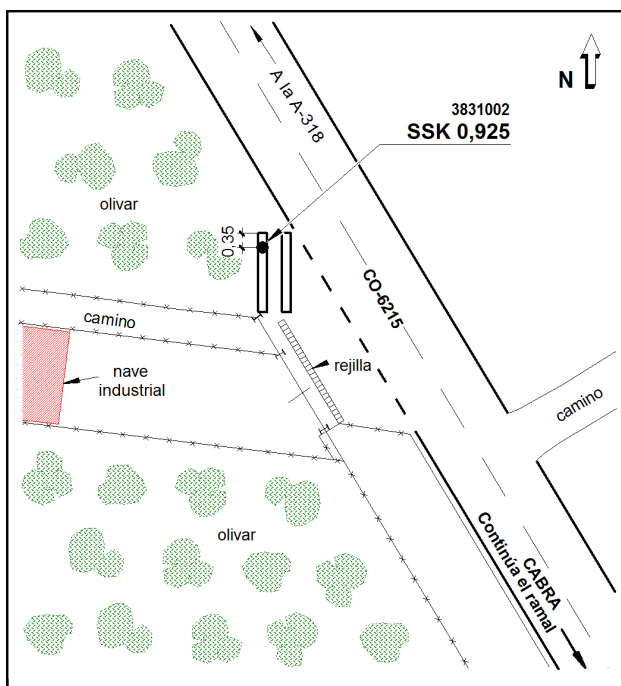 A la A-318
N
3831002
SSK 0,925
olivar
0,35
CO-6215
camino
rejilla
nave
industrial
camino
olivar
CABRA
Continúa el ramal